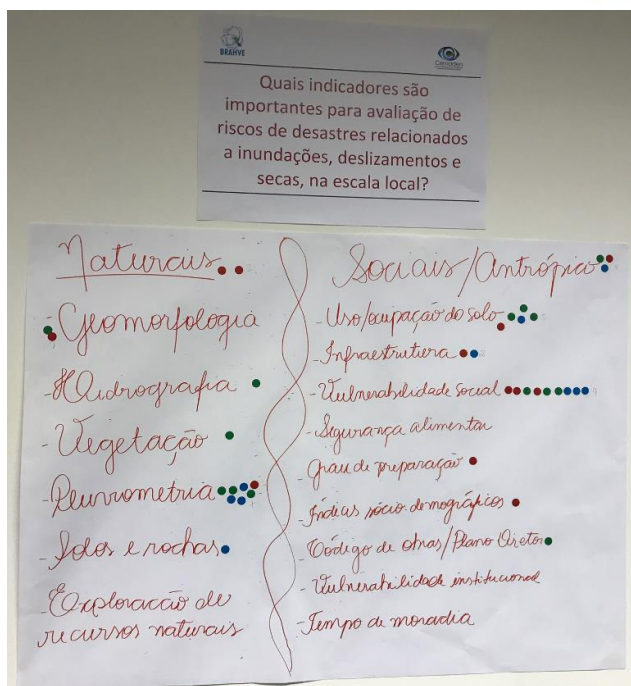 BRAHVE
Cemaden
Quais indicadores são
importantes para avaliação de
riscos de desastres relacionados
a inundações, deslizamentos e
secas, na escala local?
Naturais
- Geomorfologia
- Hidrografia
- Vegetação
- Pluviometria
- Solos e rochas
- Exploração de
recursos naturais
Sociais/Antrópico
- Uso/ocupação do solo
- Infraestrutura
- Vulnerabilidade social
- Segurança alimentar
- Grau de preparação
- Índices sócio demográficos
- Código de obras/Plano Diretor
- Vulnerabilidade institucional
- Tempo de moradia